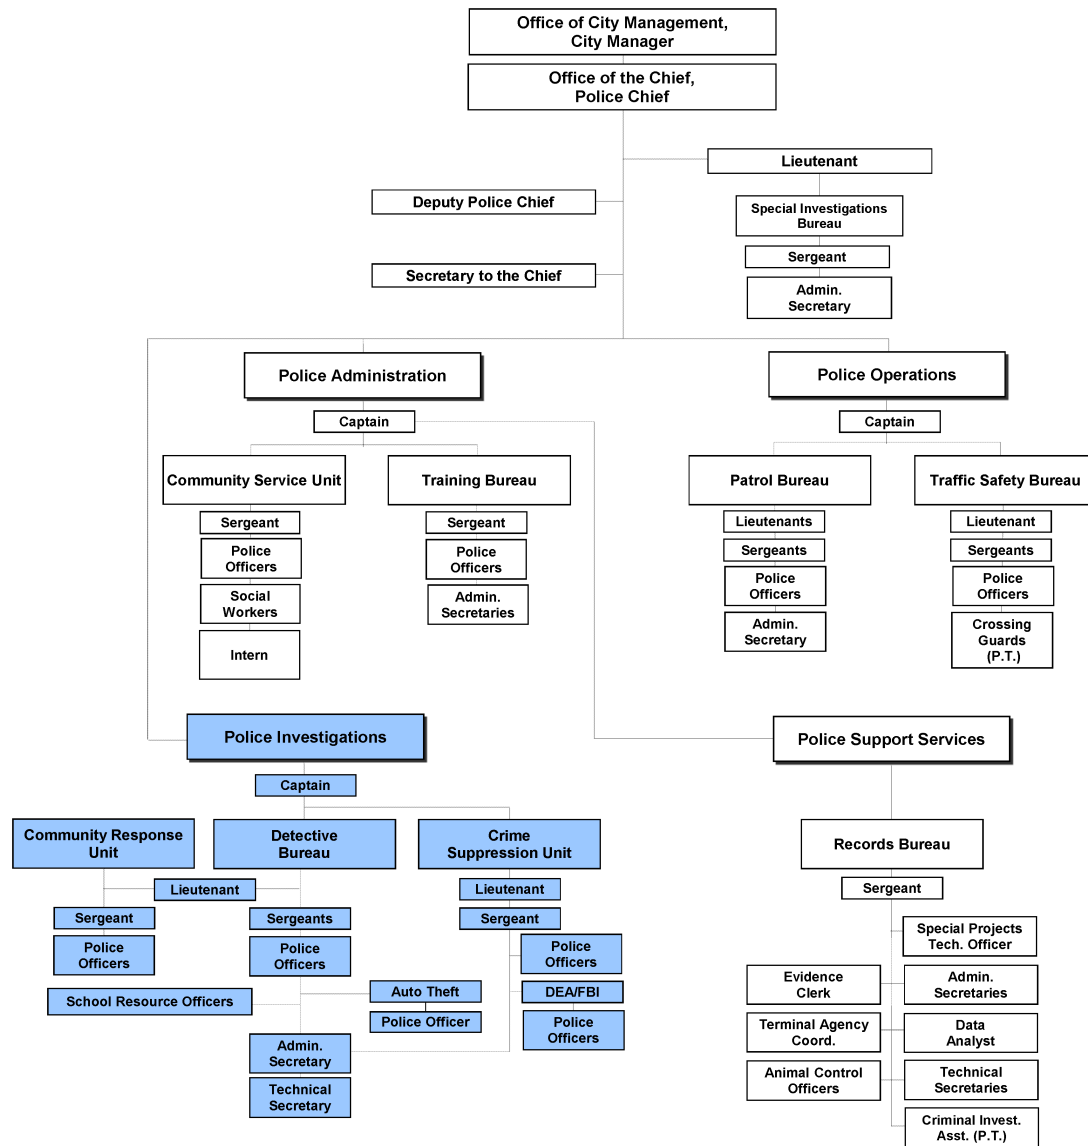 Office of City Management,
City Manager
Office of the Chief,
Police Chief
Lieutenant
Deputy Police Chief
Special Investigations
Bureau
Sergeant
Secretary to the Chief
Admin.
Secretary
Police Administration
Captain
Community Service Unit
Sergeant
Police
Officers
Social
Workers
Intern
Training Bureau
Sergeant
Police
Officers
Admin.
Secretaries
Police Operations
Captain
Patrol Bureau
Lieutenants
Sergeants
Police
Officers
Admin.
Secretary
Traffic Safety Bureau
Lieutenant
Sergeants
Police
Officers
Crossing
Guards
(P.T.)
Police Investigations
Captain
Community Response
Unit
Detective
Bureau
Crime
Suppression Unit
Lieutenant
Sergeant
Police
Officers
Sergeants
Police
Officers
Lieutenant
Sergeant
Police
Officers
DEA/FBI
Police
Officers
School Resource Officers
Auto Theft
Police Officer
Admin.
Secretary
Technical
Secretary
Police Support Services
Records Bureau
Sergeant
Special Projects
Tech. Officer
Evidence
Clerk
Admin.
Secretaries
Terminal Agency
Coord.
Data
Analyst
Animal Control
Officers
Technical
Secretaries
Criminal Invest.
Asst. (P.T.)